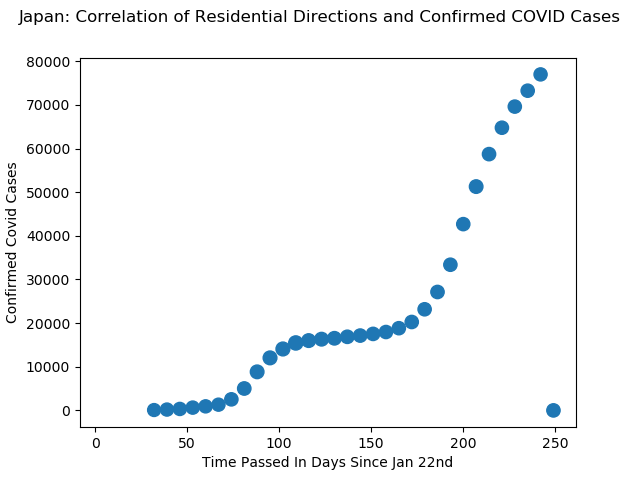 Japan: Correlation of Residential Directions and Confirmed COVID Cases
80000
70000
60000
50000
40000
30000
20000
10000
0
Confirmed Covid Cases
0 50 100 150 200 250
Time Passed In Days Since Jan 22nd